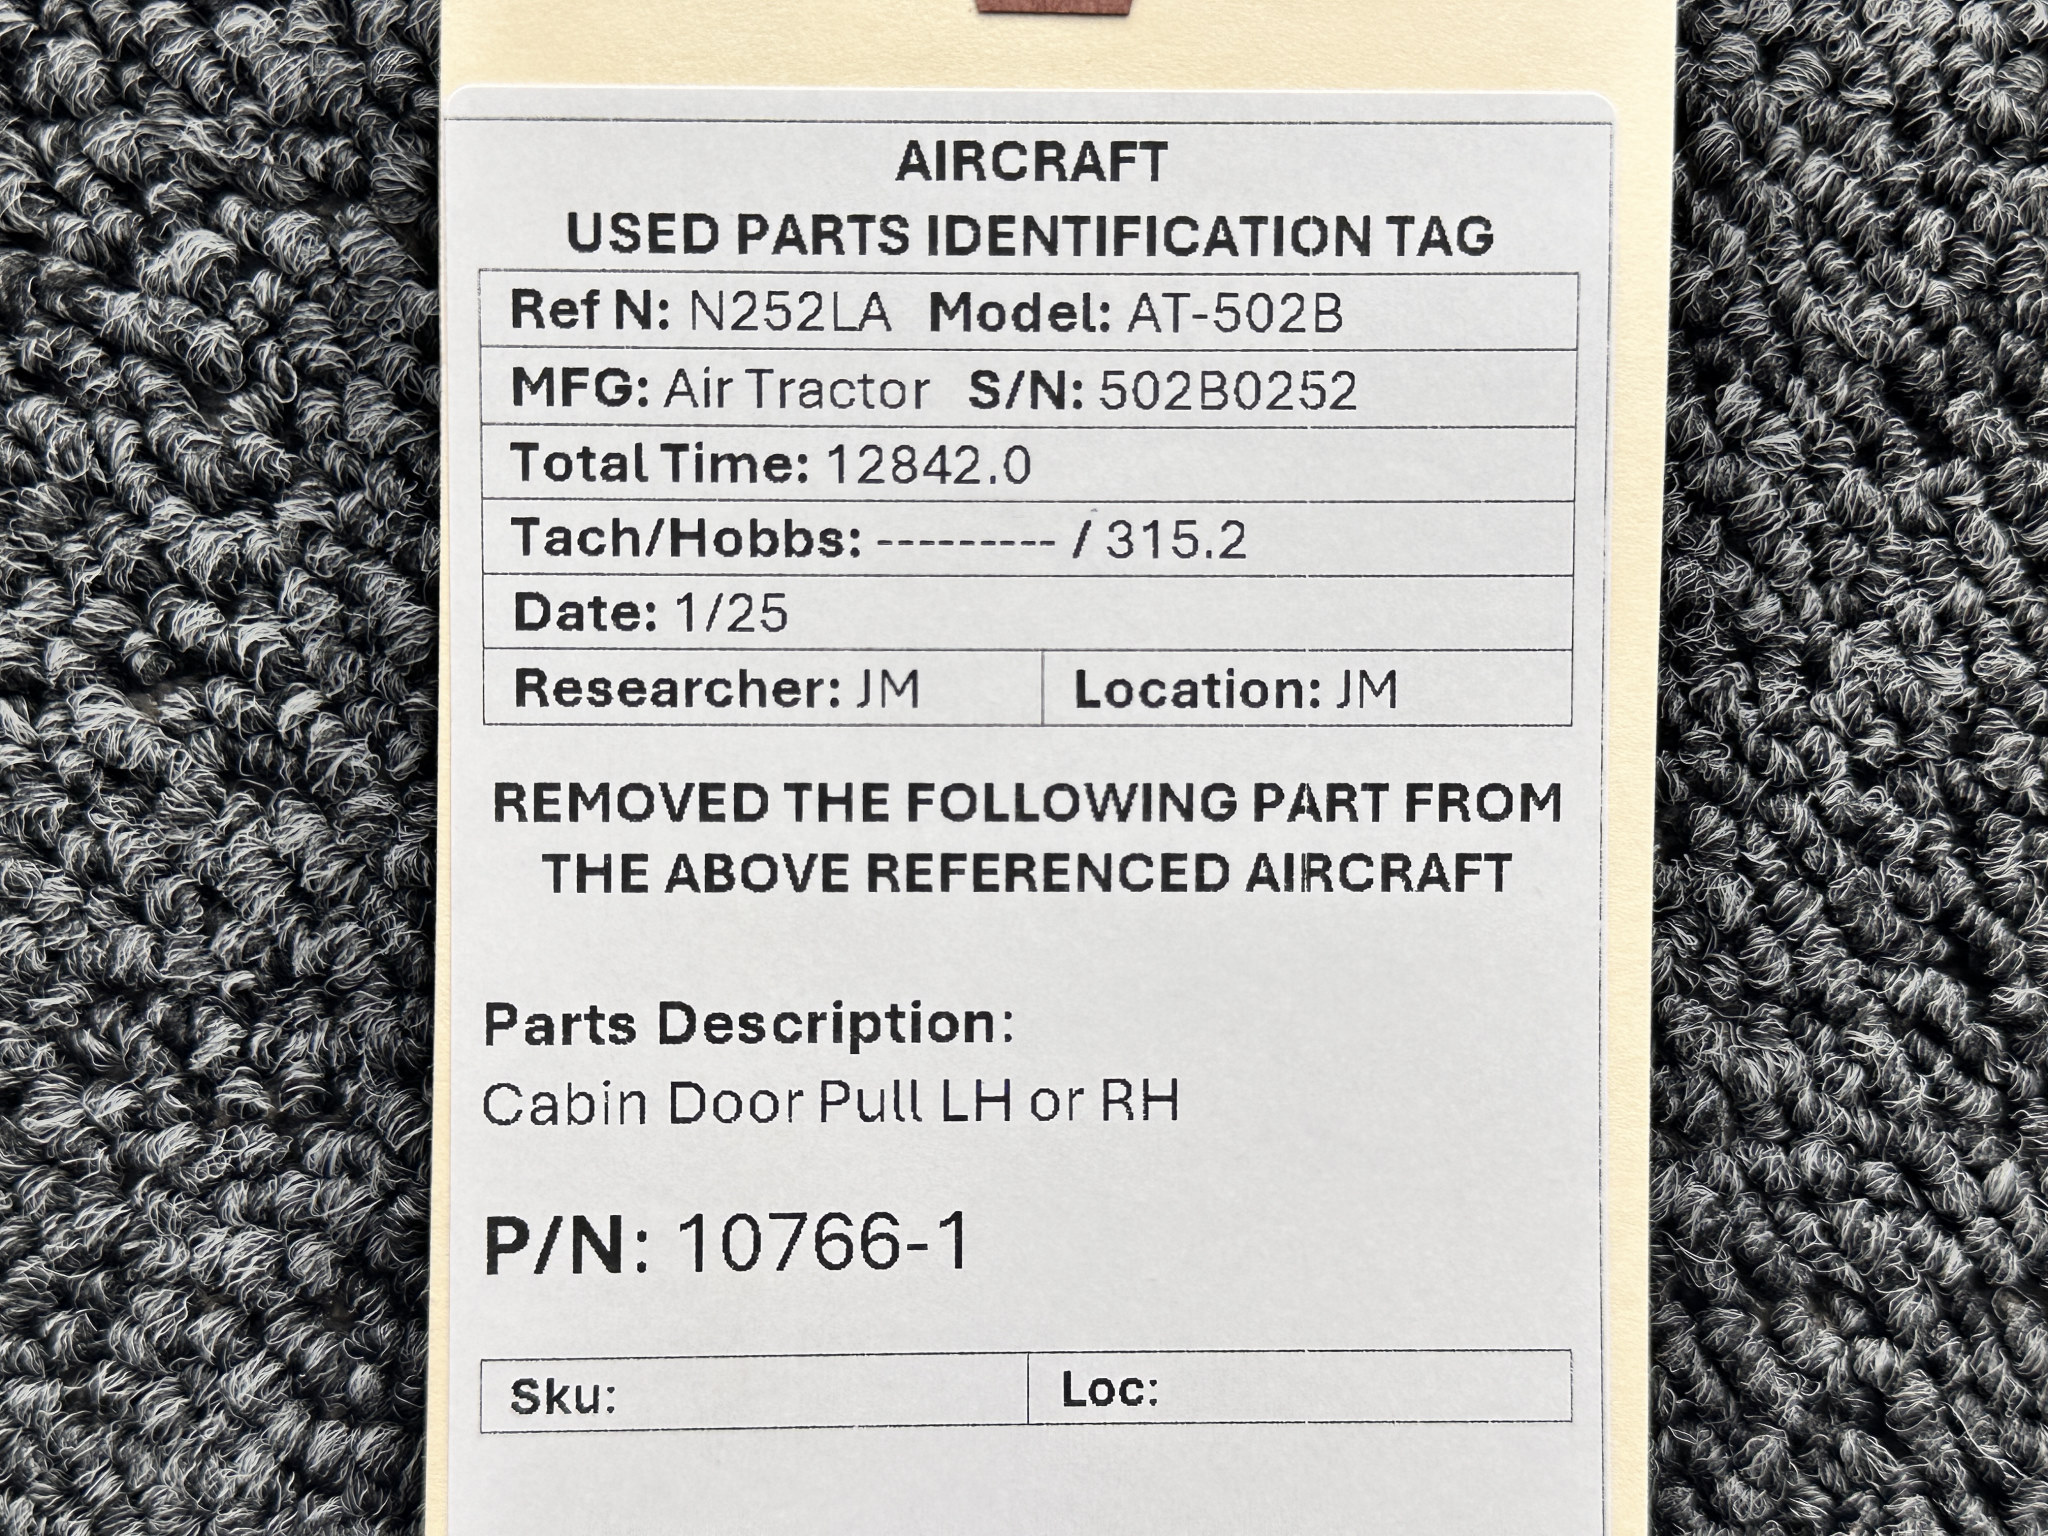 AIRCRAFT
USED PARTS IDENTIFICATION TAG
Ref N: N252LA Model: AT-502B
MFG: Air Tractor S/N: 502B0252
Total Time: 12842.0
Tach/Hobbs: --------- / 315.2
Date: 1/25
Researcher: JM Location: JM
REMOVED THE FOLLOWING PART FROM
THE ABOVE REFERENCED AIRCRAFT
Parts Description:
Cabin Door Pull LH or RH
P/N: 10766-1
Sku: Loc: